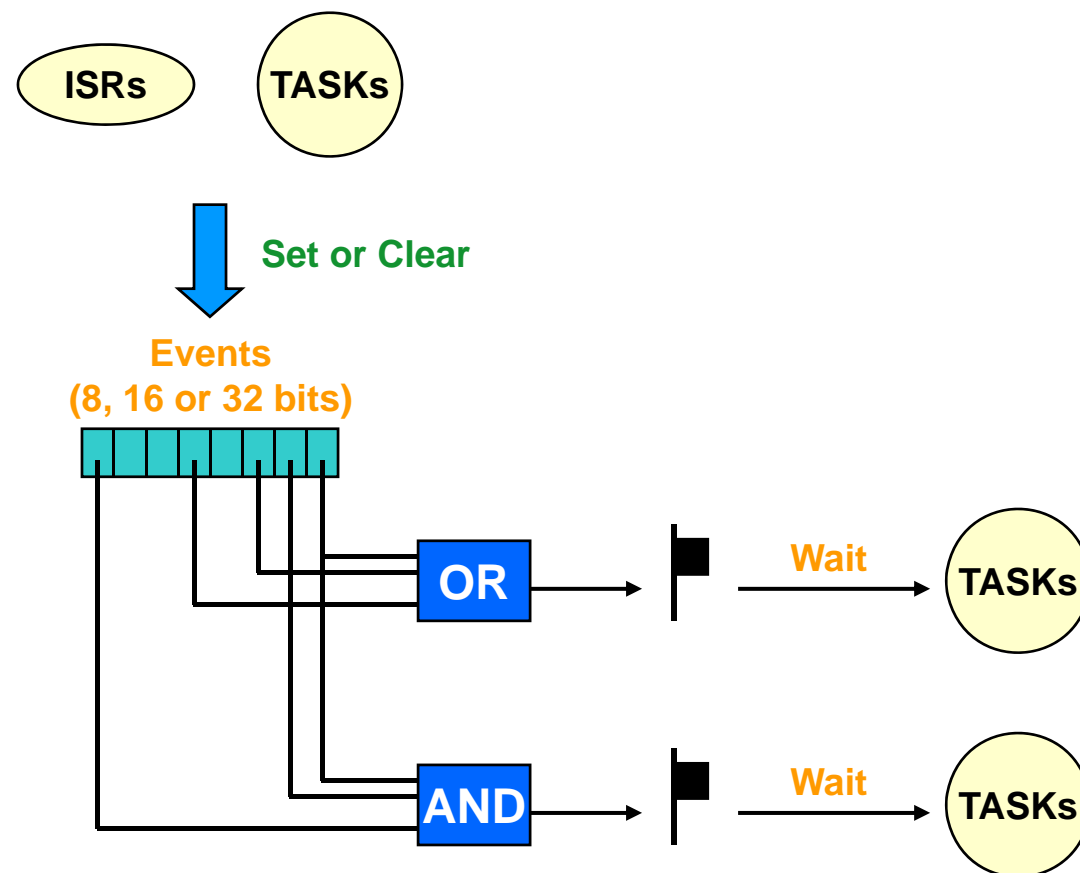 ISRs
TASKs
Set or Clear
Events
(8, 16 or 32 bits)
OR
Wait
TASKs
AND
Wait
TASKs